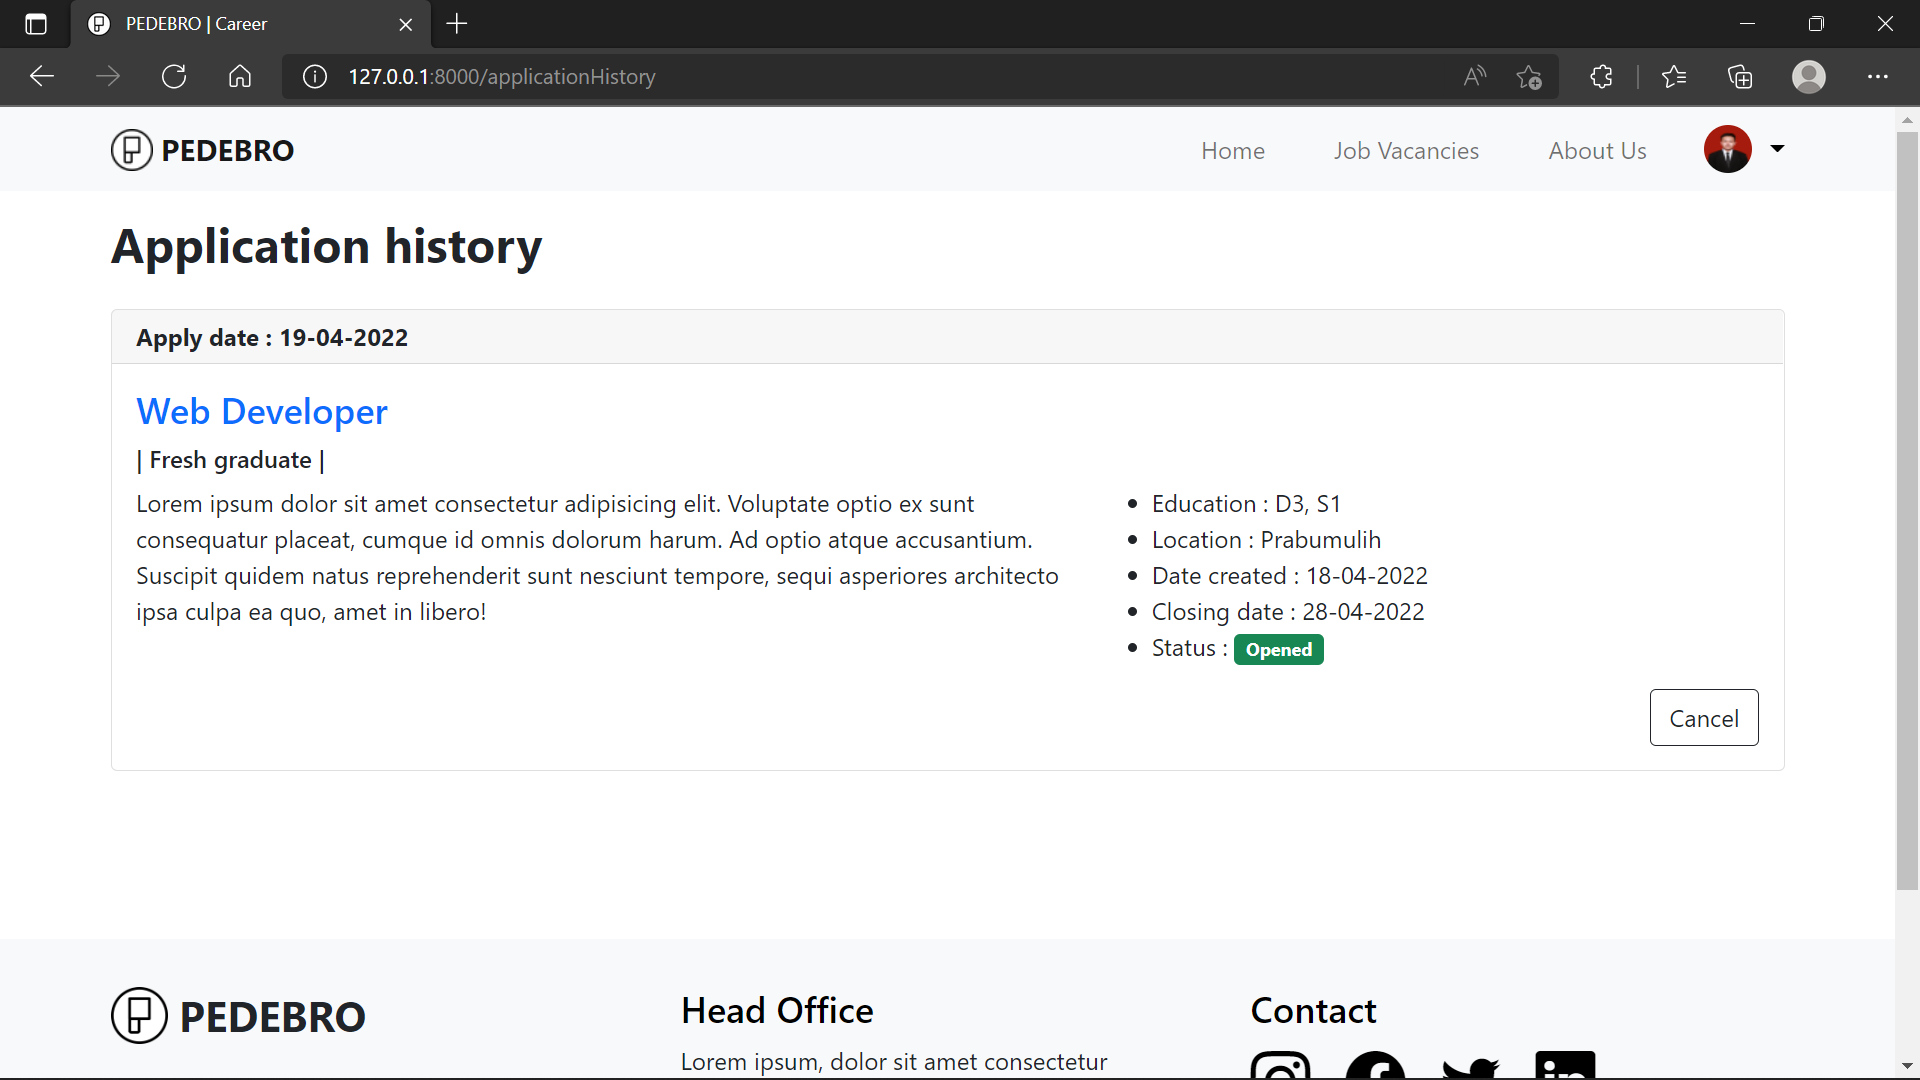 PEDEBRO | Career
127.0.0.1:8000/applicationHistory
PEDEBRO
Home
Job Vacancies
About Us
Application history
Apply date : 19-04-2022
Web Developer
| Fresh graduate |
Lorem ipsum dolor sit amet consectetur adipisicing elit. Voluptate optio ex sunt
consequatur placeat, cumque id omnis dolorum harum. Ad optio atque accusantium.
Suscipit quidem natus reprehenderit sunt nesciunt tempore, sequi asperiores architecto
ipsa culpa ea quo, amet in libero!
Education : D3, S1
Location : Prabumulih
Date created : 18-04-2022
Closing date : 28-04-2022
Status : Opened
Cancel
PEDEBRO
Head Office
Lorem ipsum, dolor sit amet consectetur
Contact